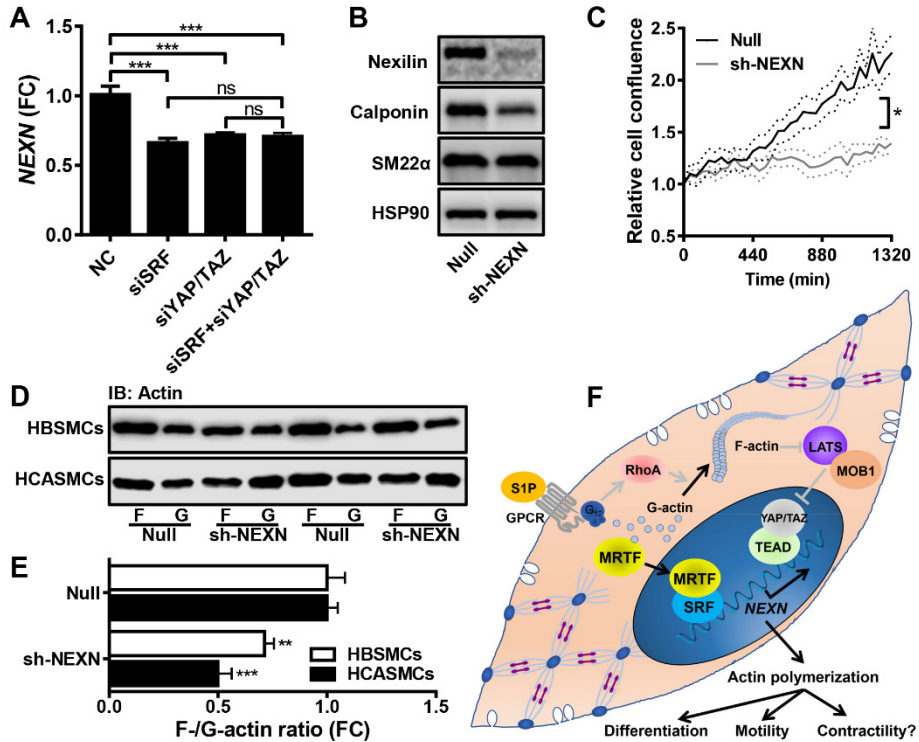 A
***
***
***
ns
ns
NEXN (FC)
1.5
1.0
0.5
0.0
NC
siSRF
siYAP/TAZ
siSRF+siYAP/TAZ
B
Nexilin
Calponin
SM22α
HSP90
Null
sh-NEXN
C
Null
sh-NEXN
Relative cell confluence
2.5
2.0
1.5
1.0
0.5
*
0
440
880
1320
Time (min)
D
IB: Actin
HBSMCs
HCASMCs
F G F G F G F G
Null sh-NEXN Null sh-NEXN
E
Null
sh-NEXN
**
***
HBSMCs
HCASMCs
0.0 0.5 1.0 1.5
F-/G-actin ratio (FC)
F
F-actin
LATS
MOB1
RhoA
S1P
GPCR
G12
G-actin
YAP/TAZ
TEAD
MRTF
MRTF
SRF
NEXN
Actin polymerization
Differentiation Motility Contractility?